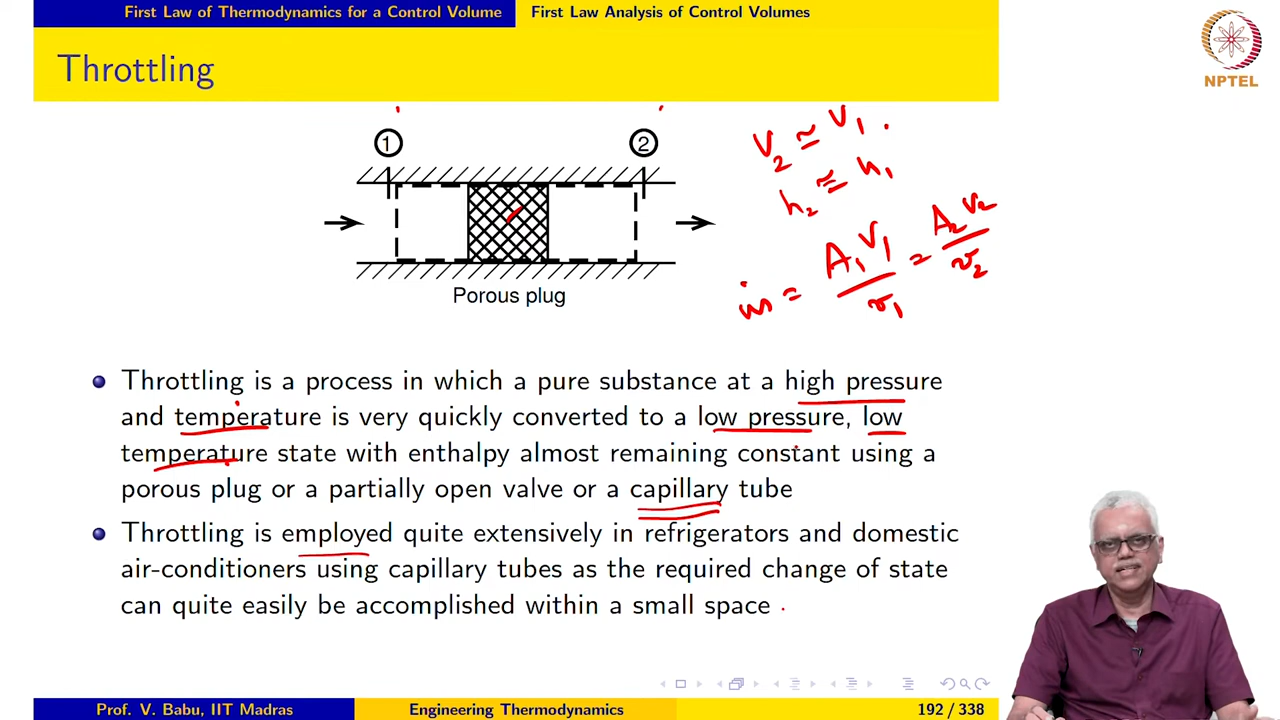 First Law of Thermodynamics for a Control Volume
First Law Analysis of Control Volumes
Throttling
NPTEL
1
2
Porous plug
V₂ ≃ V₁ .
h₂ ≅ h₁
ṁ = A₁V₁/v₁ = A₂V₂/v₂
Throttling is a process in which a pure substance at a high pressure
and temperature is very quickly converted to a low pressure, low
temperature state with enthalpy almost remaining constant using a
porous plug or a partially open valve or a capillary tube
Throttling is employed quite extensively in refrigerators and domestic
air-conditioners using capillary tubes as the required change of state
can quite easily be accomplished within a small space
Prof. V. Babu, IIT Madras
Engineering Thermodynamics
192 / 338